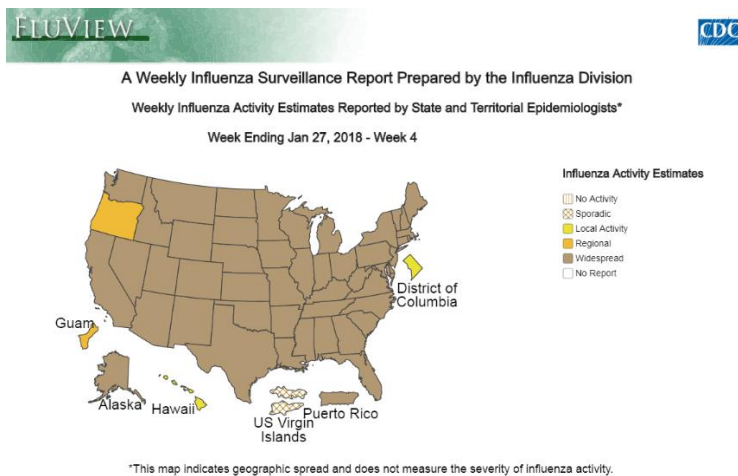 FLUVIEW
CDC
A Weekly Influenza Surveillance Report Prepared by the Influenza Division
Weekly Influenza Activity Estimates Reported by State and Territorial Epidemiologists*
Week Ending Jan 27, 2018 - Week 4
Influenza Activity Estimates
No Activity
Sporadic
Local Activity
Regional
Widespread
No Report
District of
Columbia
Guam
Alaska
Hawaii
US Virgin
Islands
Puerto Rico
*This map indicates geographic spread and does not measure the severity of influenza activity.